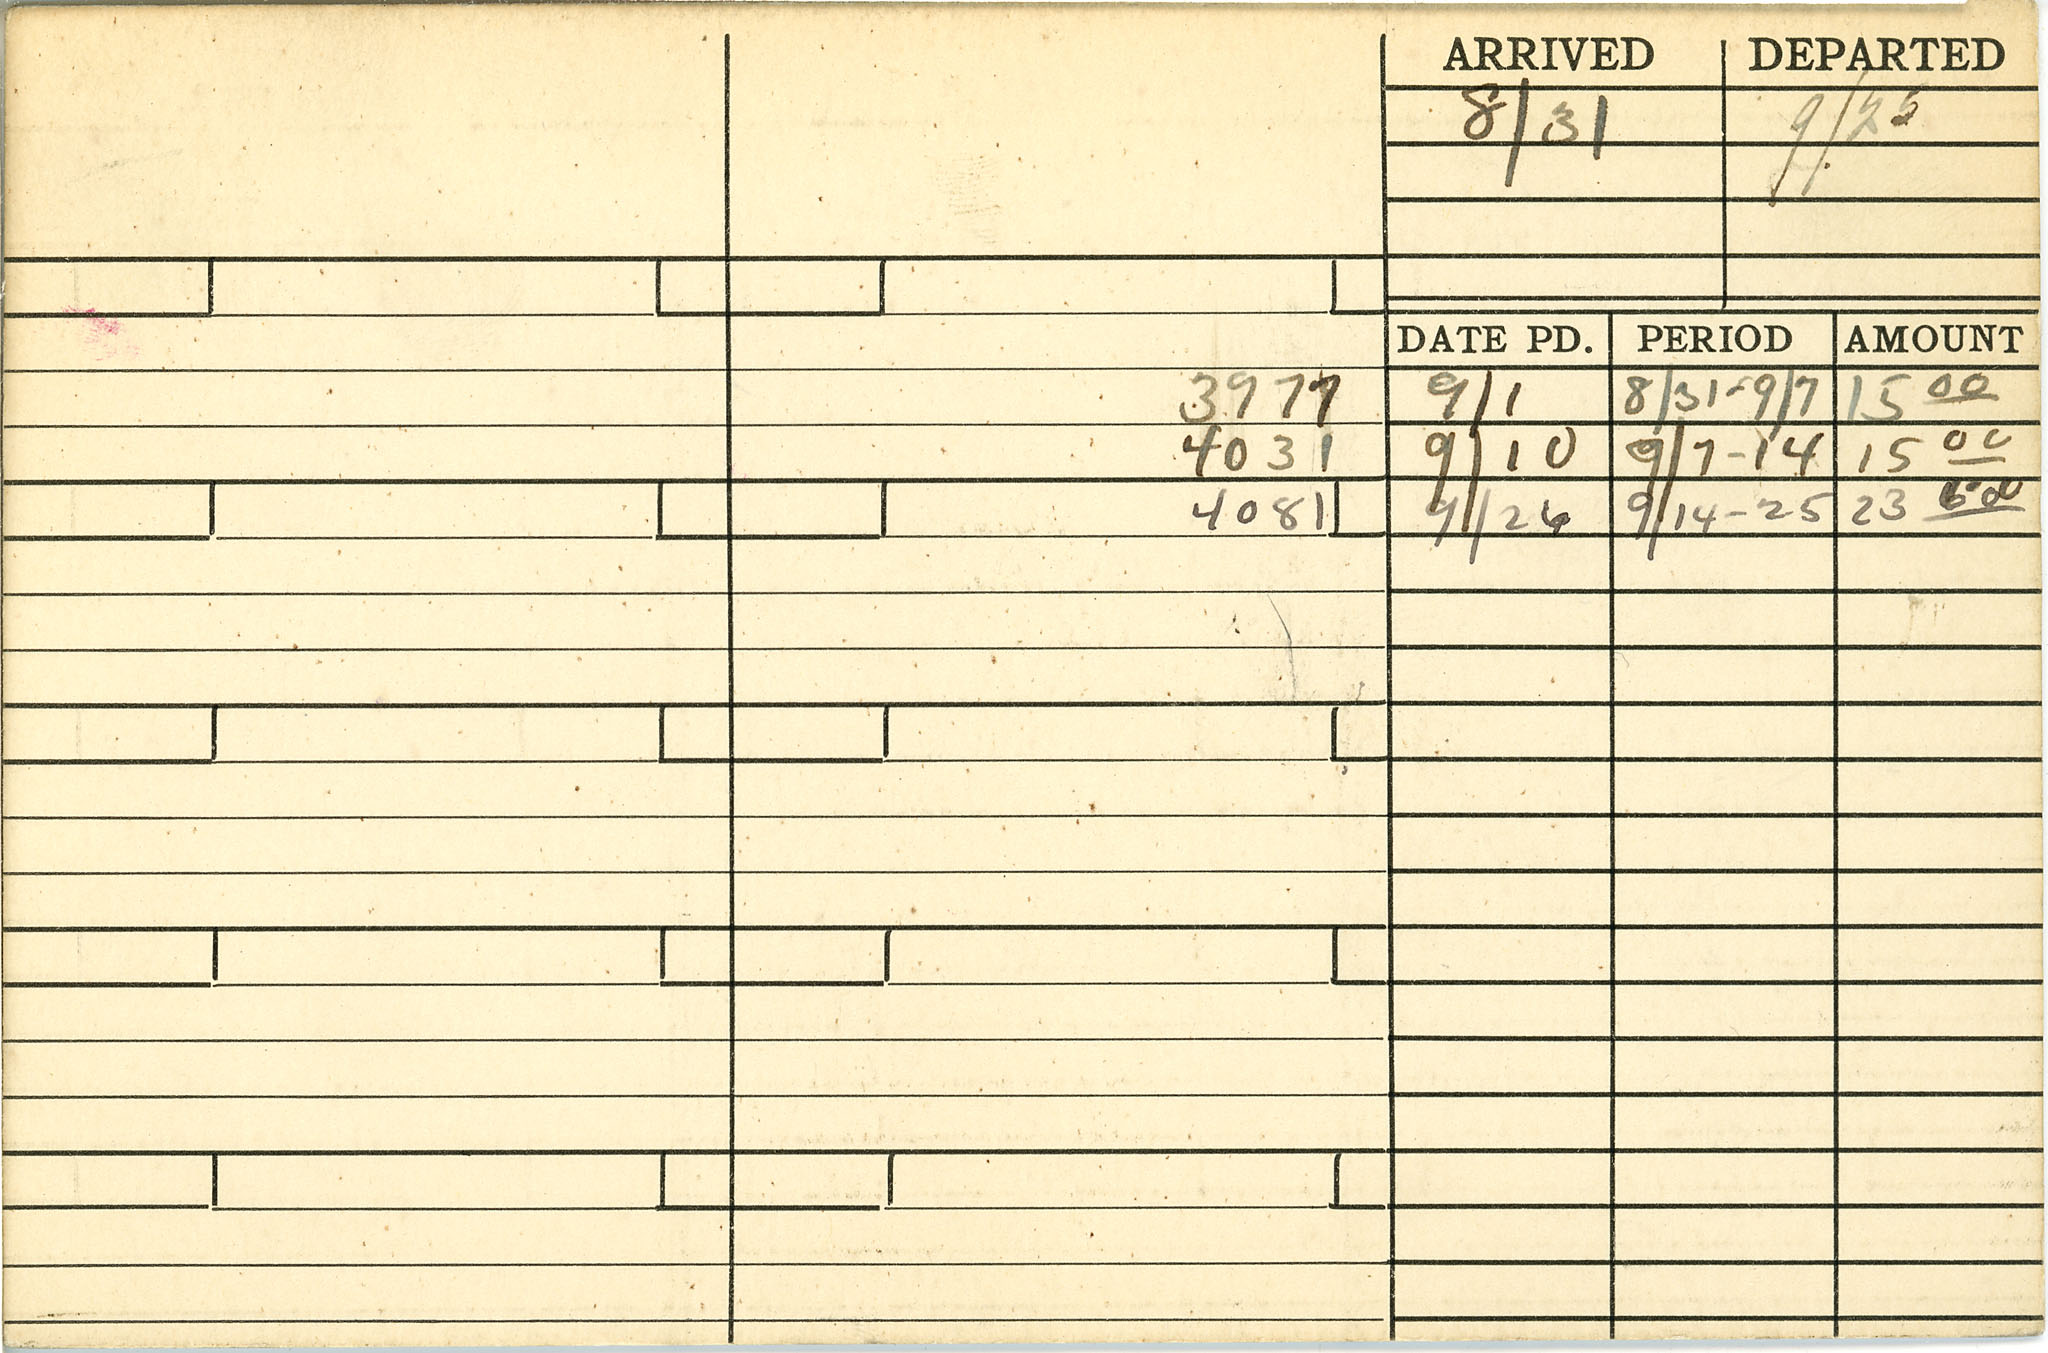 ARRIVED DEPARTED
8/31 9/25
DATE PD. PERIOD AMOUNT
3977 9/1 8/31-9/7 15 00
4031 9/10 9/7-14 15 00
4081 9/26 9/14-25 23